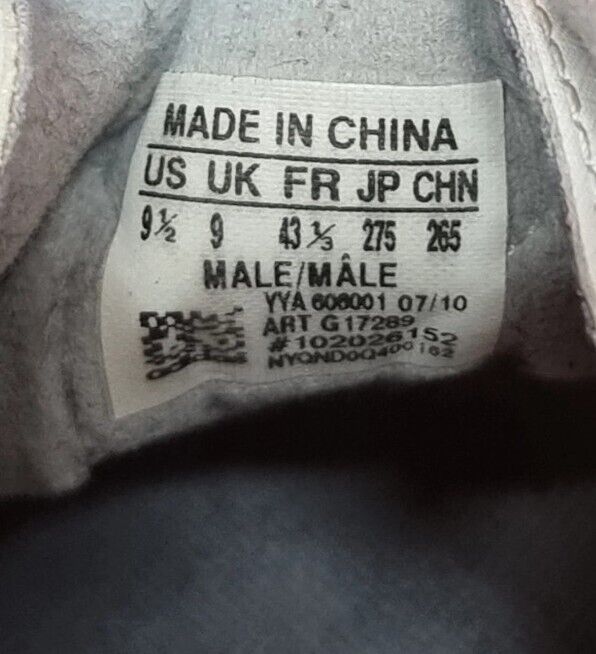 MADE IN CHINA
US UK FR JP CHN
9½ 9 43⅓ 275 265
MALE/MÂLE
YYA 606001 07/10
ART G17289
#102026152
NYQND0Q400162